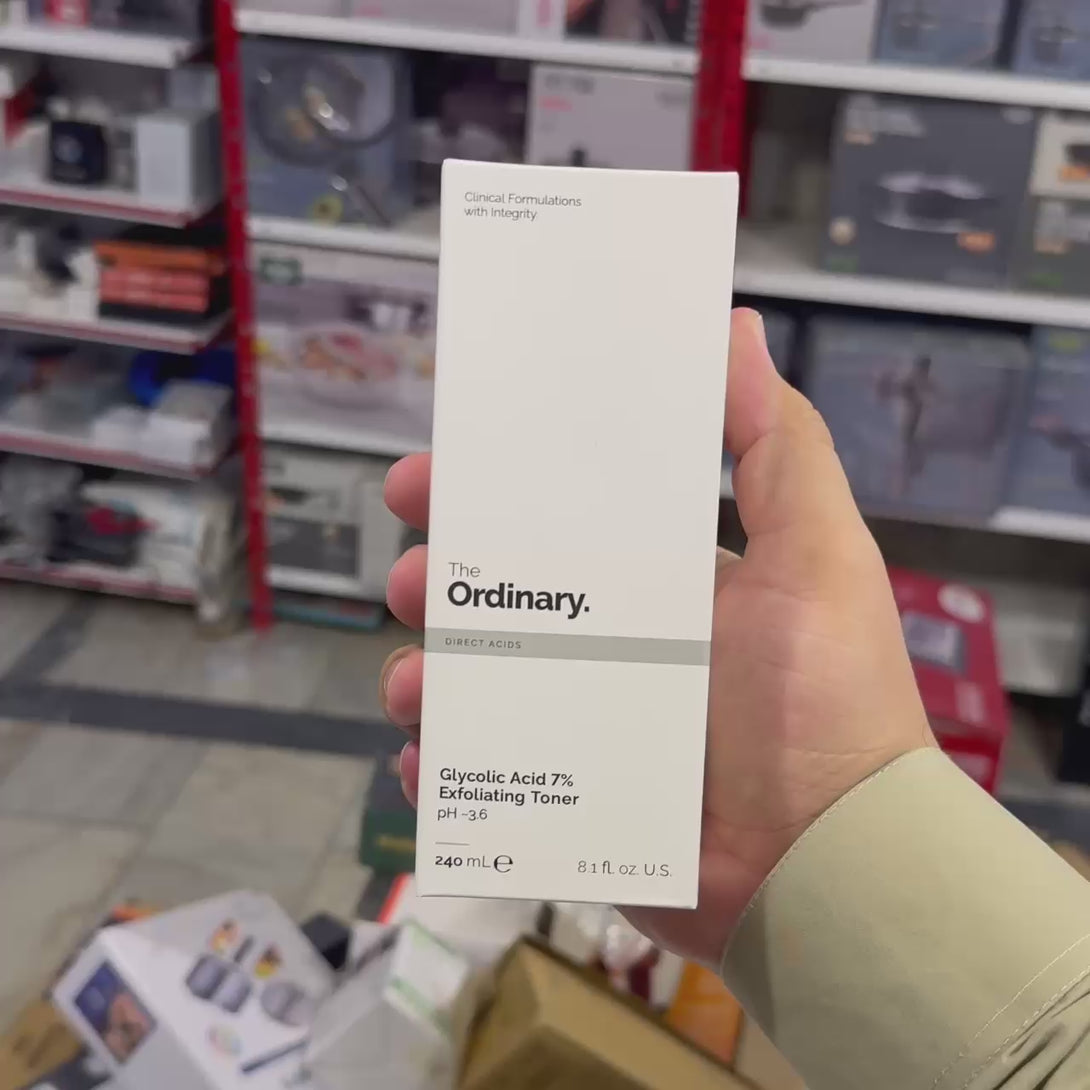 Clinical Formulations
with Integrity
The
Ordinary.
DIRECT ACIDS
Glycolic Acid 7%
Exfoliating Toner
pH ~3.6
240 mL ℮
8.1 fl. oz. U.S.